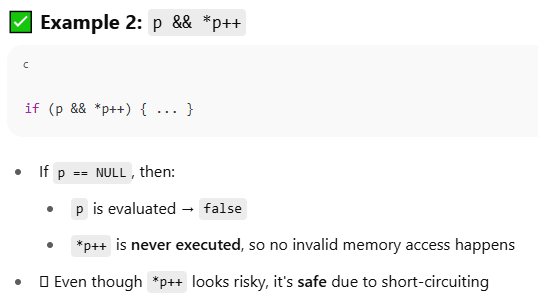 ✅ Example 2: p && *p++
c
if (p && *p++) { ... }
If p == NULL, then:
p is evaluated → false
*p++ is never executed, so no invalid memory access happens
Even though *p++ looks risky, it's safe due to short-circuiting